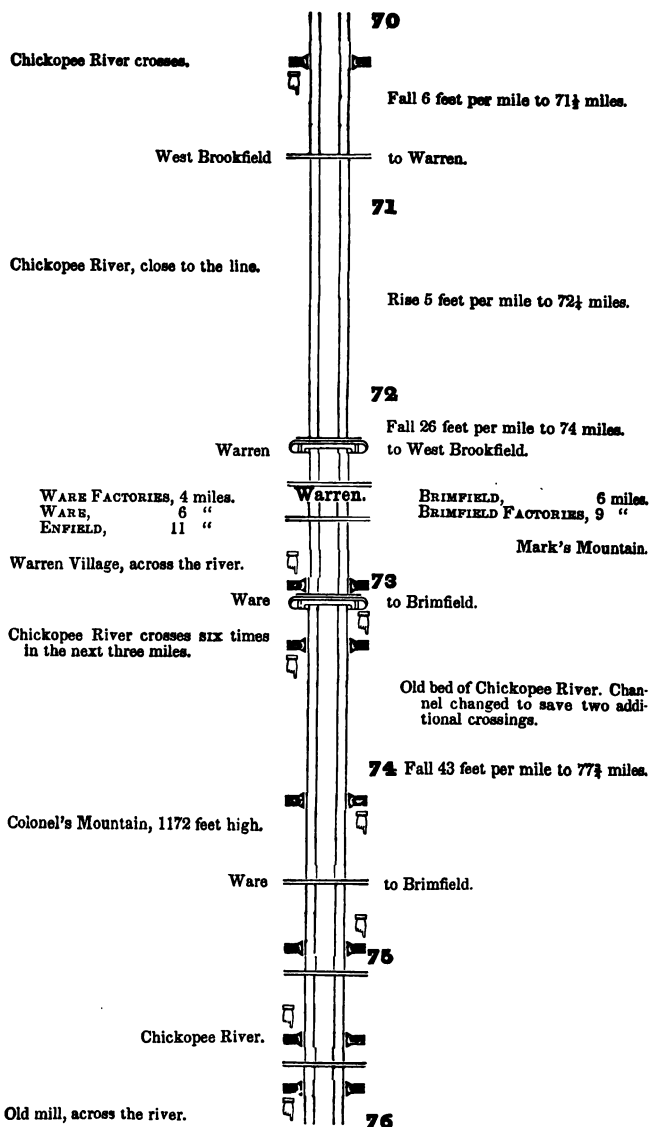 70
Chickopee River crosses.
Fall 6 feet per mile to 71½ miles.
West Brookfield to Warren.
71
Chickopee River, close to the line.
Rise 5 feet per mile to 72¼ miles.
72
Fall 26 feet per mile to 74 miles.
Warren to West Brookfield.
Warren.
WARE FACTORIES, 4 miles.
WARE, 6 “
ENFIELD, 11 “
BRIMFIELD, 6 miles.
BRIMFIELD FACTORIES, 9 “
Mark's Mountain.
Warren Village, across the river.
73
Ware to Brimfield.
Chickopee River crosses six times
in the next three miles.
Old bed of Chickopee River. Chan-
nel changed to save two addi-
tional crossings.
74 Fall 43 feet per mile to 77¾ miles.
Colonel's Mountain, 1172 feet high.
Ware to Brimfield.
75
Chickopee River.
Old mill, across the river.
76